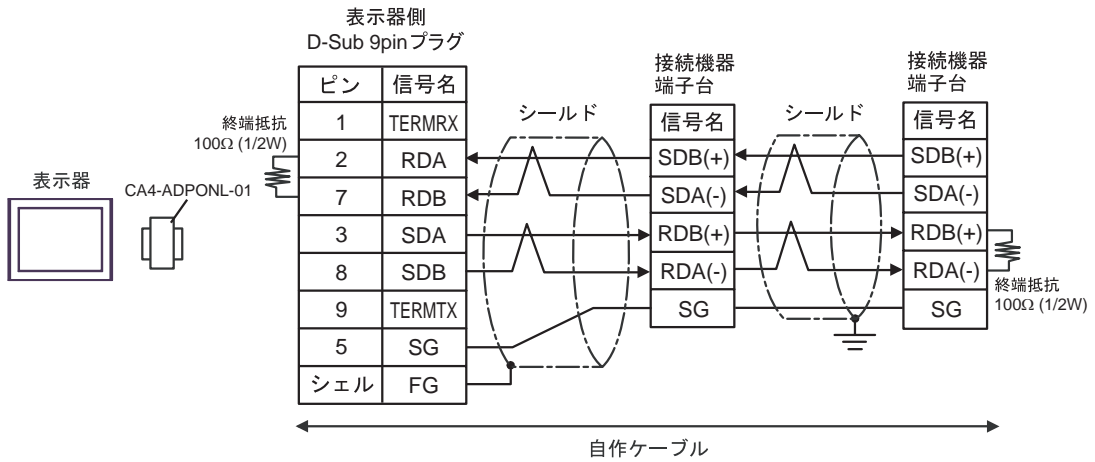 表示器側
D-Sub 9pinプラグ
ピン 信号名
1 TERMRX
2 RDA
7 RDB
3 SDA
8 SDB
9 TERMTX
5 SG
シェル FG
終端抵抗
100Ω (1/2W)
表示器
CA4-ADPONL-01
シールド
接続機器
端子台
信号名
SDB(+)
SDA(-)
RDB(+)
RDA(-)
SG
シールド
接続機器
端子台
信号名
SDB(+)
SDA(-)
RDB(+)
RDA(-)
SG
終端抵抗
100Ω (1/2W)
自作ケーブル